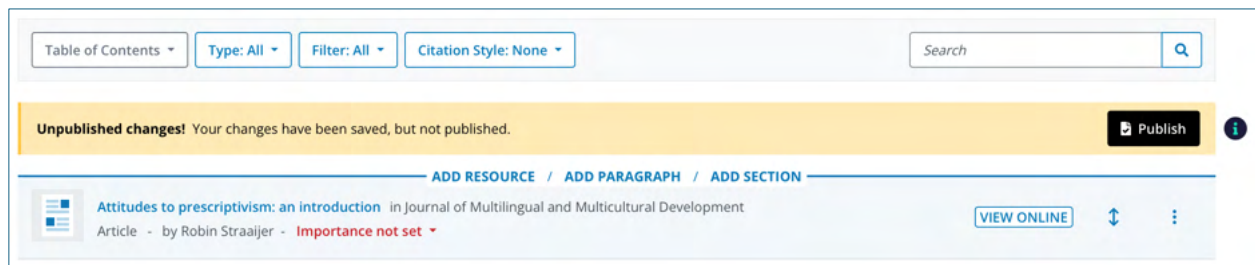 Table of Contents Type: All Filter: All Citation Style: None Search
Unpublished changes! Your changes have been saved, but not published. Publish i
ADD RESOURCE / ADD PARAGRAPH / ADD SECTION
Attitudes to prescriptivism: an introduction in Journal of Multilingual and Multicultural Development
VIEW ONLINE
Article - by Robin Straaijer - Importance not set